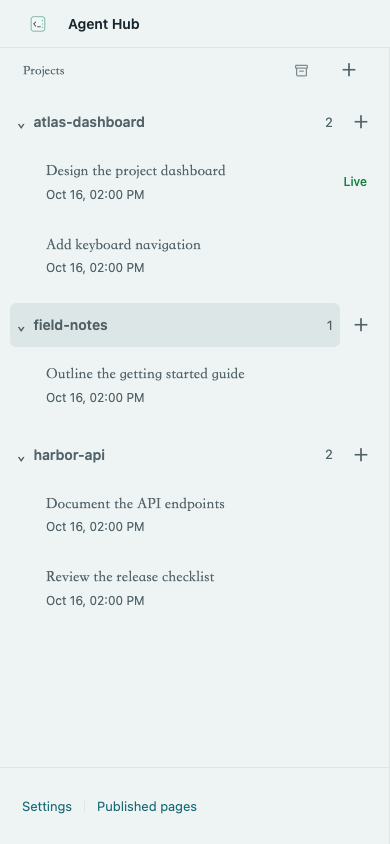 Agent Hub
Projects
atlas-dashboard 2
Design the project dashboard
Live
Oct 16, 02:00 PM
Add keyboard navigation
Oct 16, 02:00 PM
field-notes 1
Outline the getting started guide
Oct 16, 02:00 PM
harbor-api 2
Document the API endpoints
Oct 16, 02:00 PM
Review the release checklist
Oct 16, 02:00 PM
Settings Published pages